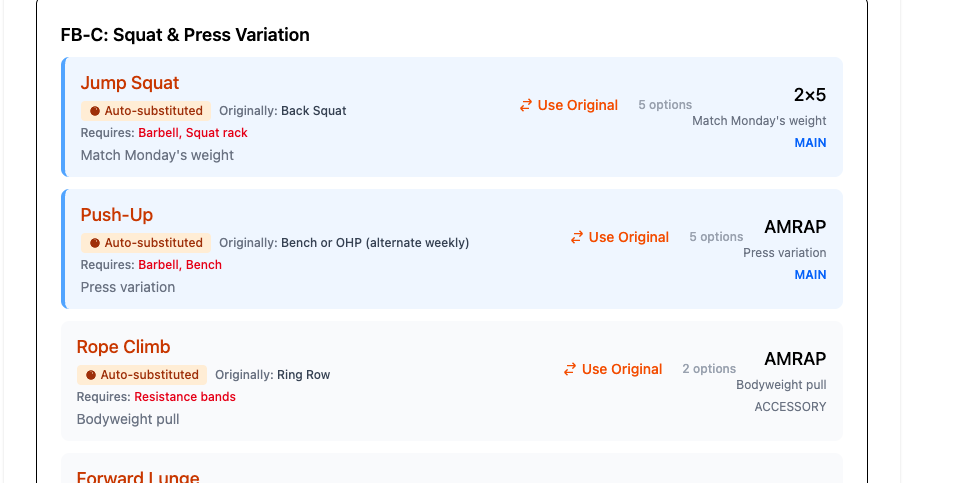 FB-C: Squat & Press Variation
Jump Squat
Auto-substituted Originally: Back Squat
Requires: Barbell, Squat rack
Match Monday's weight
Use Original 5 options
2×5
Match Monday's weight
MAIN
Push-Up
Auto-substituted Originally: Bench or OHP (alternate weekly)
Requires: Barbell, Bench
Press variation
Use Original 5 options
AMRAP
Press variation
MAIN
Rope Climb
Auto-substituted Originally: Ring Row
Requires: Resistance bands
Bodyweight pull
Use Original 2 options
AMRAP
Bodyweight pull
ACCESSORY
Forward Lunge